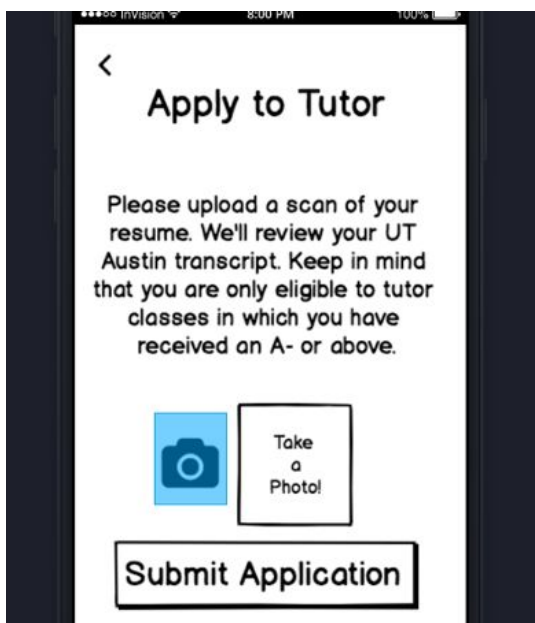 InVision 8:00 PM 100%
Apply to Tutor
Please upload a scan of your
resume. We'll review your UT
Austin transcript. Keep in mind
that you are only eligible to tutor
classes in which you have
received an A- or above.
Take
a
Photo!
Submit Application